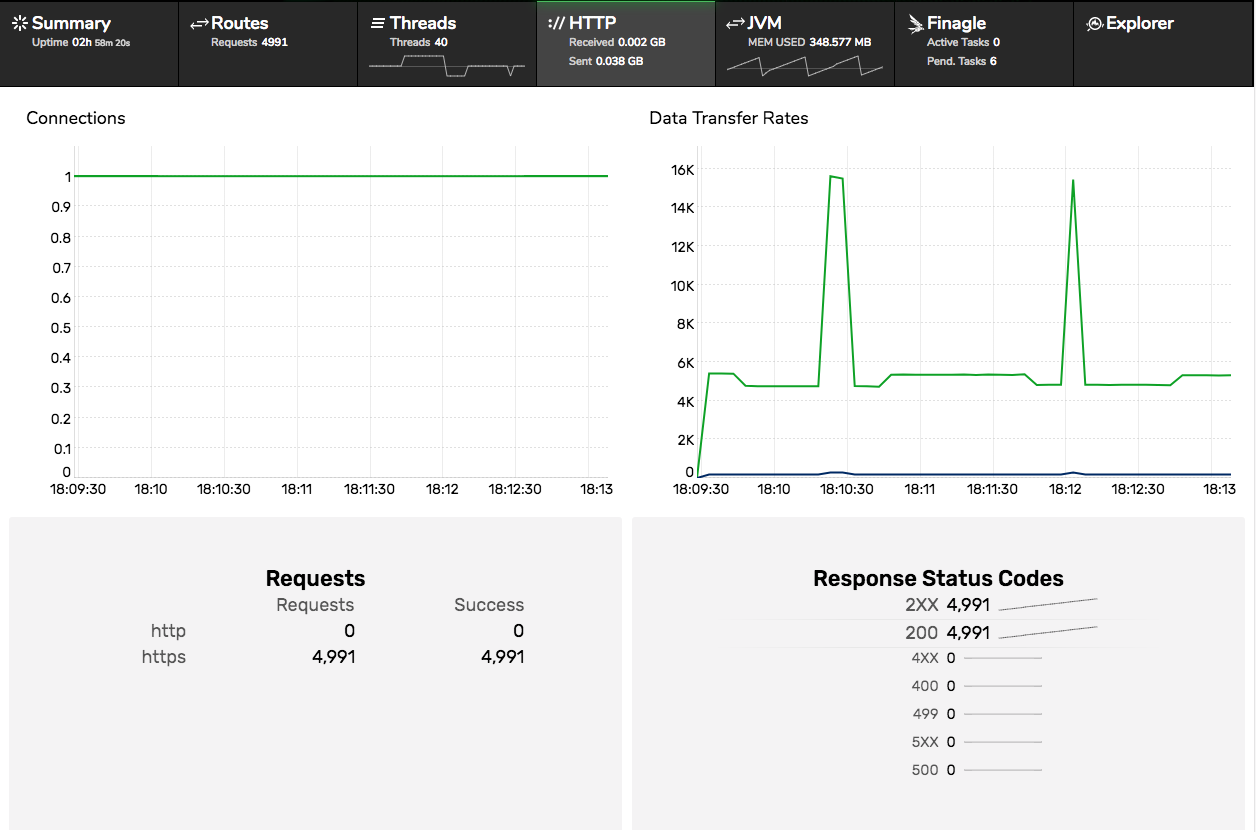 Summary
Uptime 02h 58m 20s
Routes
Requests 4991
Threads
Threads 40
:// HTTP
Received 0.002 GB
Sent 0.038 GB
JVM
MEM USED 348.577 MB
Finagle
Active Tasks 0
Pend. Tasks 6
Explorer
Connections
1
0.9
0.8
0.7
0.6
0.5
0.4
0.3
0.2
0.1
0
18:09:30 18:10 18:10:30 18:11 18:11:30 18:12 18:12:30 18:13
Data Transfer Rates
16K
14K
12K
10K
8K
6K
4K
2K
0
18:09:30 18:10 18:10:30 18:11 18:11:30 18:12 18:12:30 18:13
Requests
Requests Success
http 0 0
https 4,991 4,991
Response Status Codes
2XX 4,991
200 4,991
4XX 0
400 0
499 0
5XX 0
500 0